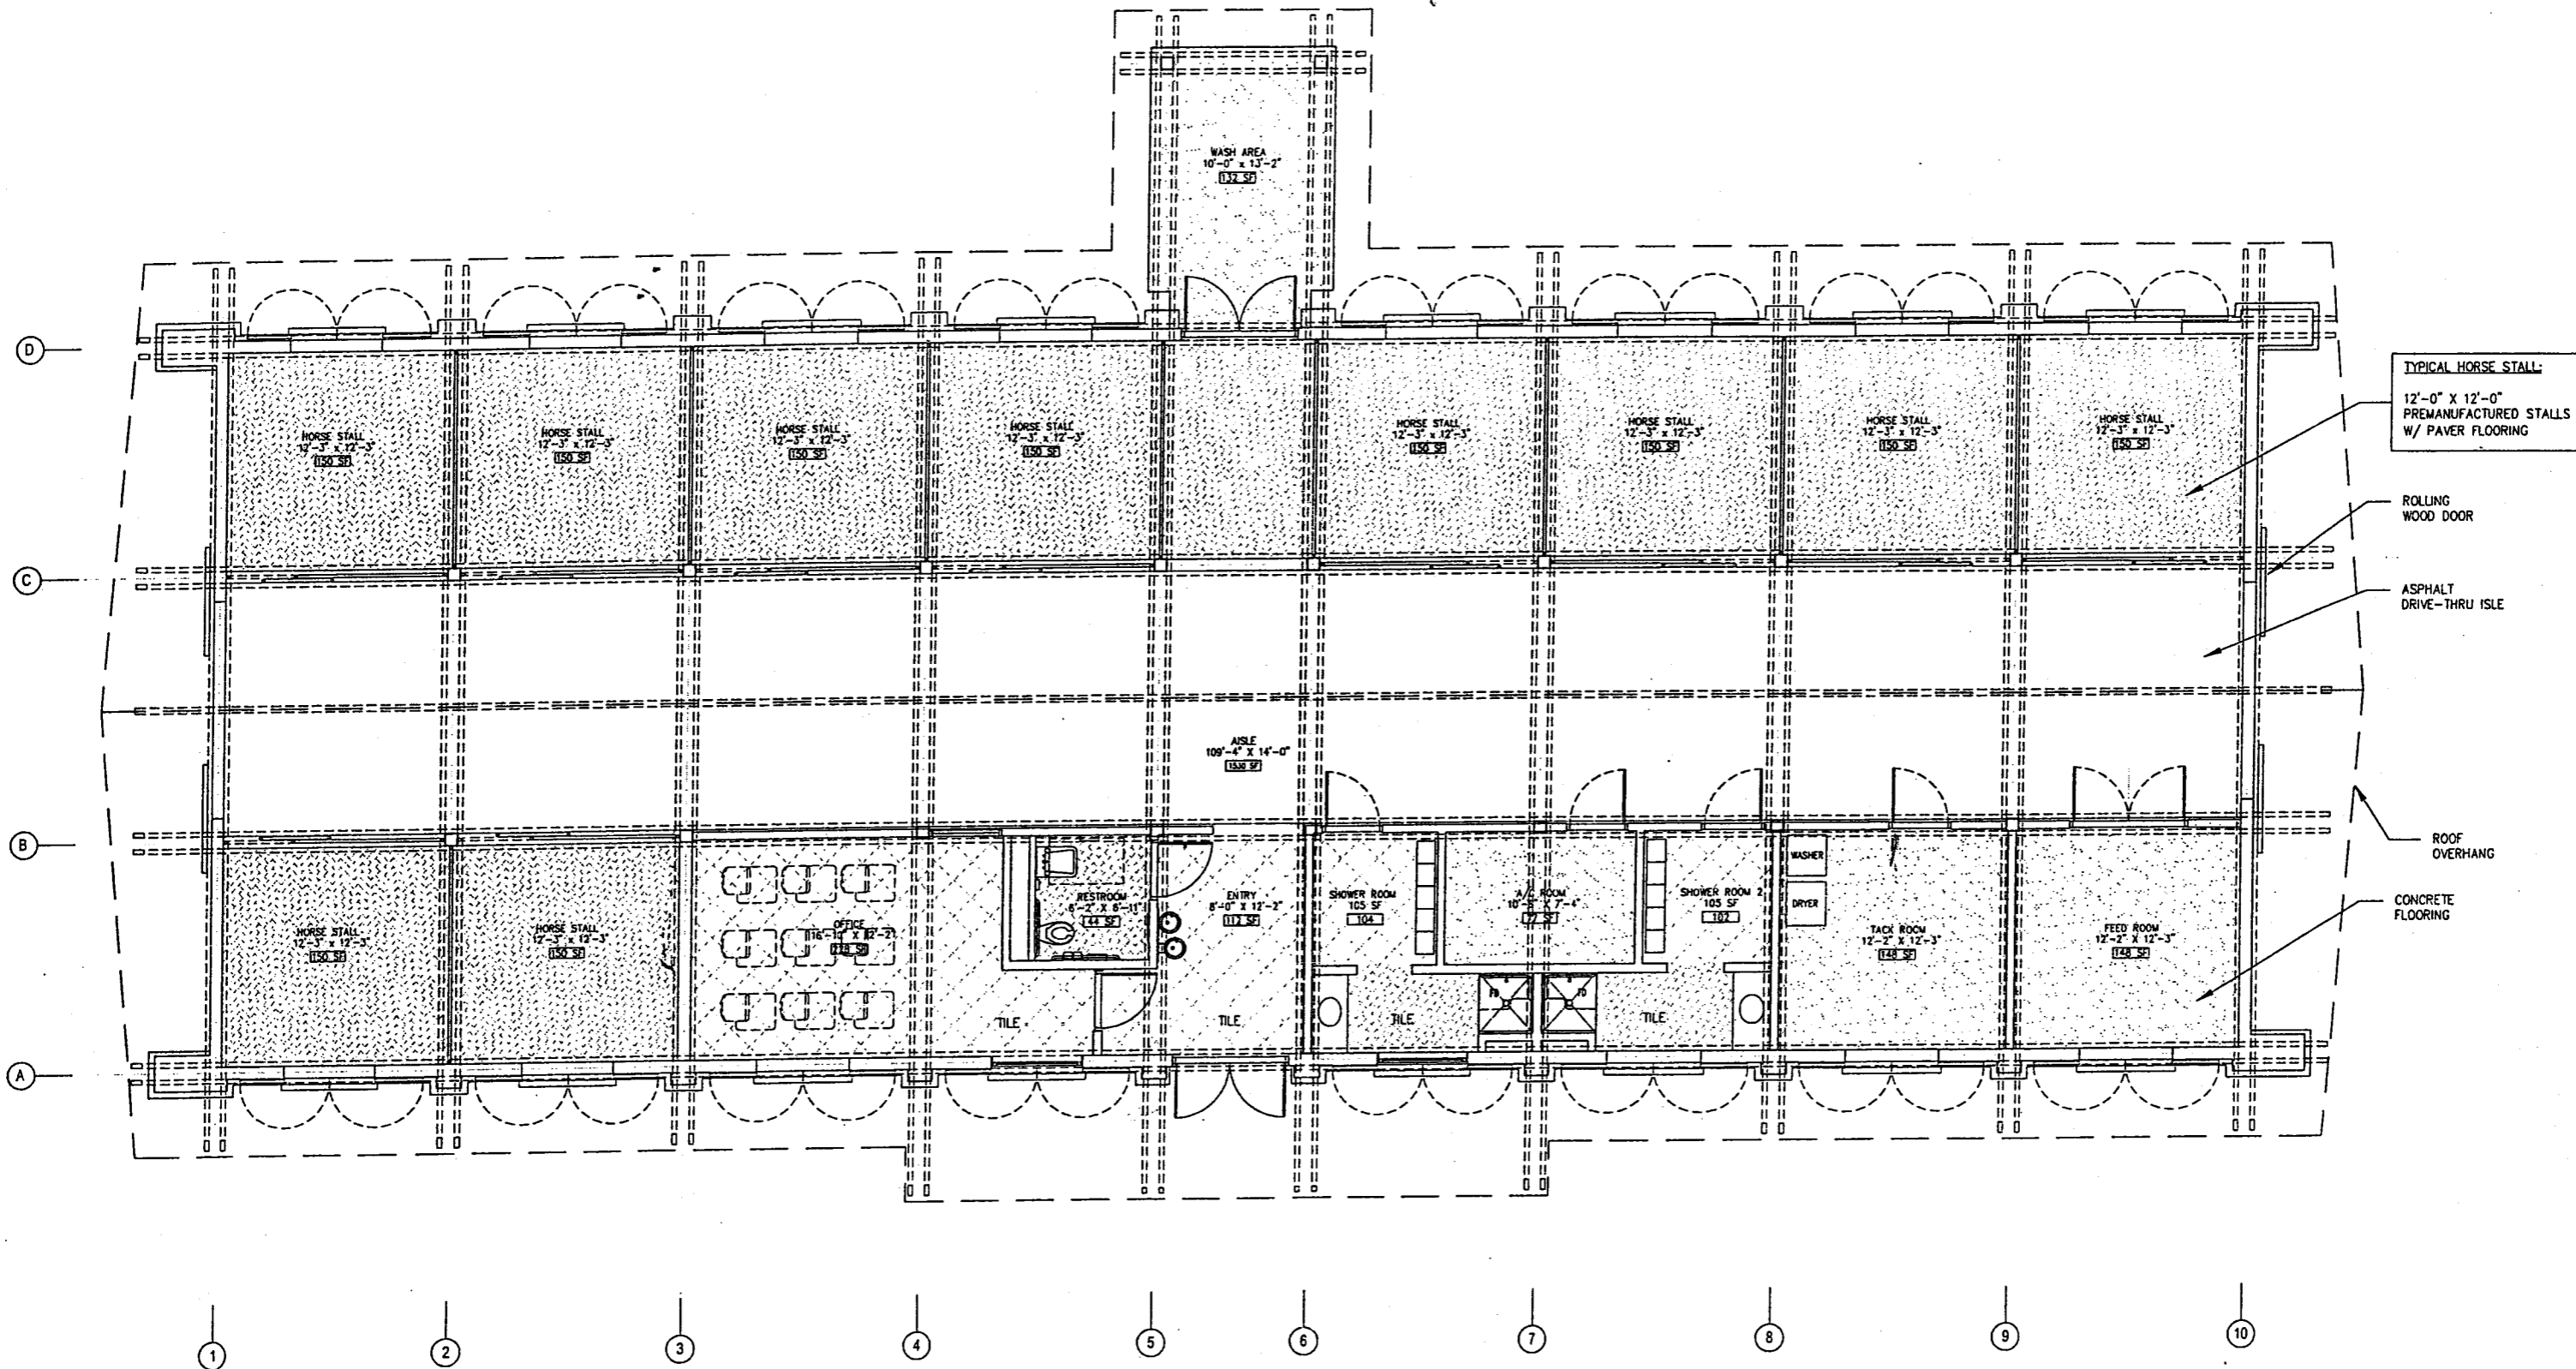 WASH AREA
10'-0" x 13'-2"
132 SF
D
HORSE STALL
12'-3" x 12'-3"
150 SF
HORSE STALL
12'-3" x 12'-3"
150 SF
HORSE STALL
12'-3" x 12'-3"
150 SF
HORSE STALL
12'-3" x 12'-3"
150 SF
HORSE STALL
12'-3" x 12'-3"
150 SF
HORSE STALL
12'-3" x 12'-3"
150 SF
HORSE STALL
12'-3" x 12'-3"
150 SF
HORSE STALL
12'-3" x 12'-3"
150 SF
TYPICAL HORSE STALL:
12'-0" X 12'-0"
PREMANUFACTURED STALLS
W/ PAVER FLOORING
ROLLING
WOOD DOOR
C
ASPHALT
DRIVE-THRU ISLE
AISLE
109'-4" X 14'-0"
1530 SF
B
ROOF
OVERHANG
HORSE STALL
12'-3" x 12'-3"
150 SF
HORSE STALL
12'-3" x 12'-3"
150 SF
OFFICE
RESTROOM
44 SF
ENTRY
8'-0" X 12'-2"
112 SF
SHOWER ROOM
105 SF
104
A/C ROOM
77 SF
SHOWER ROOM 2
105 SF
102
WASHER
DRYER
TACK ROOM
12'-2" X 12'-3"
148 SF
FEED ROOM
12'-2" X 12'-3"
148 SF
CONCRETE
FLOORING
TILE
TILE
TILE
FD
FD
TILE
A
1
2
3
4
5
6
7
8
9
10